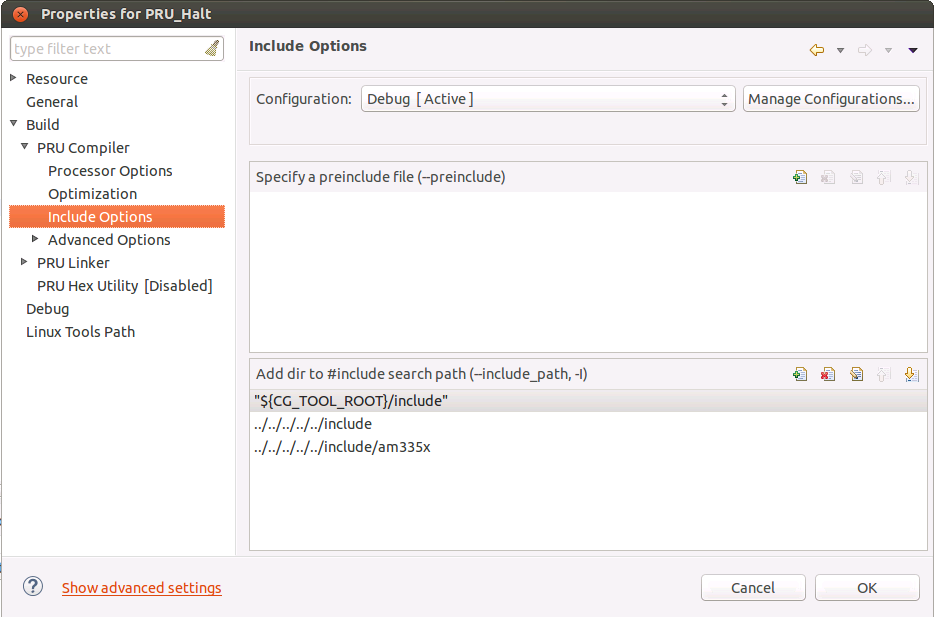 Properties for PRU_Halt
type filter text
Resource
General
Build
PRU Compiler
Processor Options
Optimization
Include Options
Advanced Options
PRU Linker
PRU Hex Utility [Disabled]
Debug
Linux Tools Path
Include Options
Configuration: Debug [ Active ] Manage Configurations...
Specify a preinclude file (--preinclude)
Add dir to #include search path (--include_path, -I)
"${CG_TOOL_ROOT}/include"
../../../../../include
../../../../../include/am335x
? Show advanced settings Cancel OK